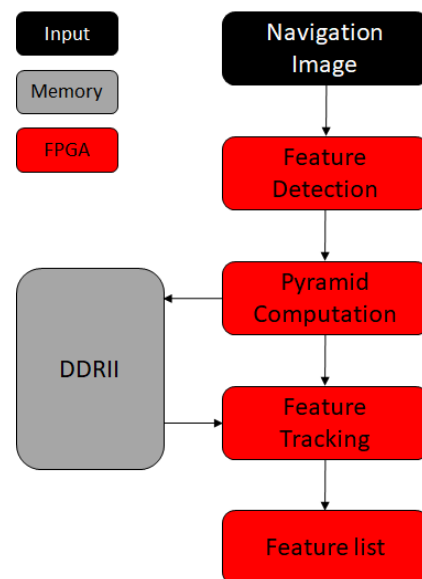 Input
Memory
FPGA
Navigation
Image
Feature
Detection
Pyramid
Computation
DDRII
Feature
Tracking
Feature list